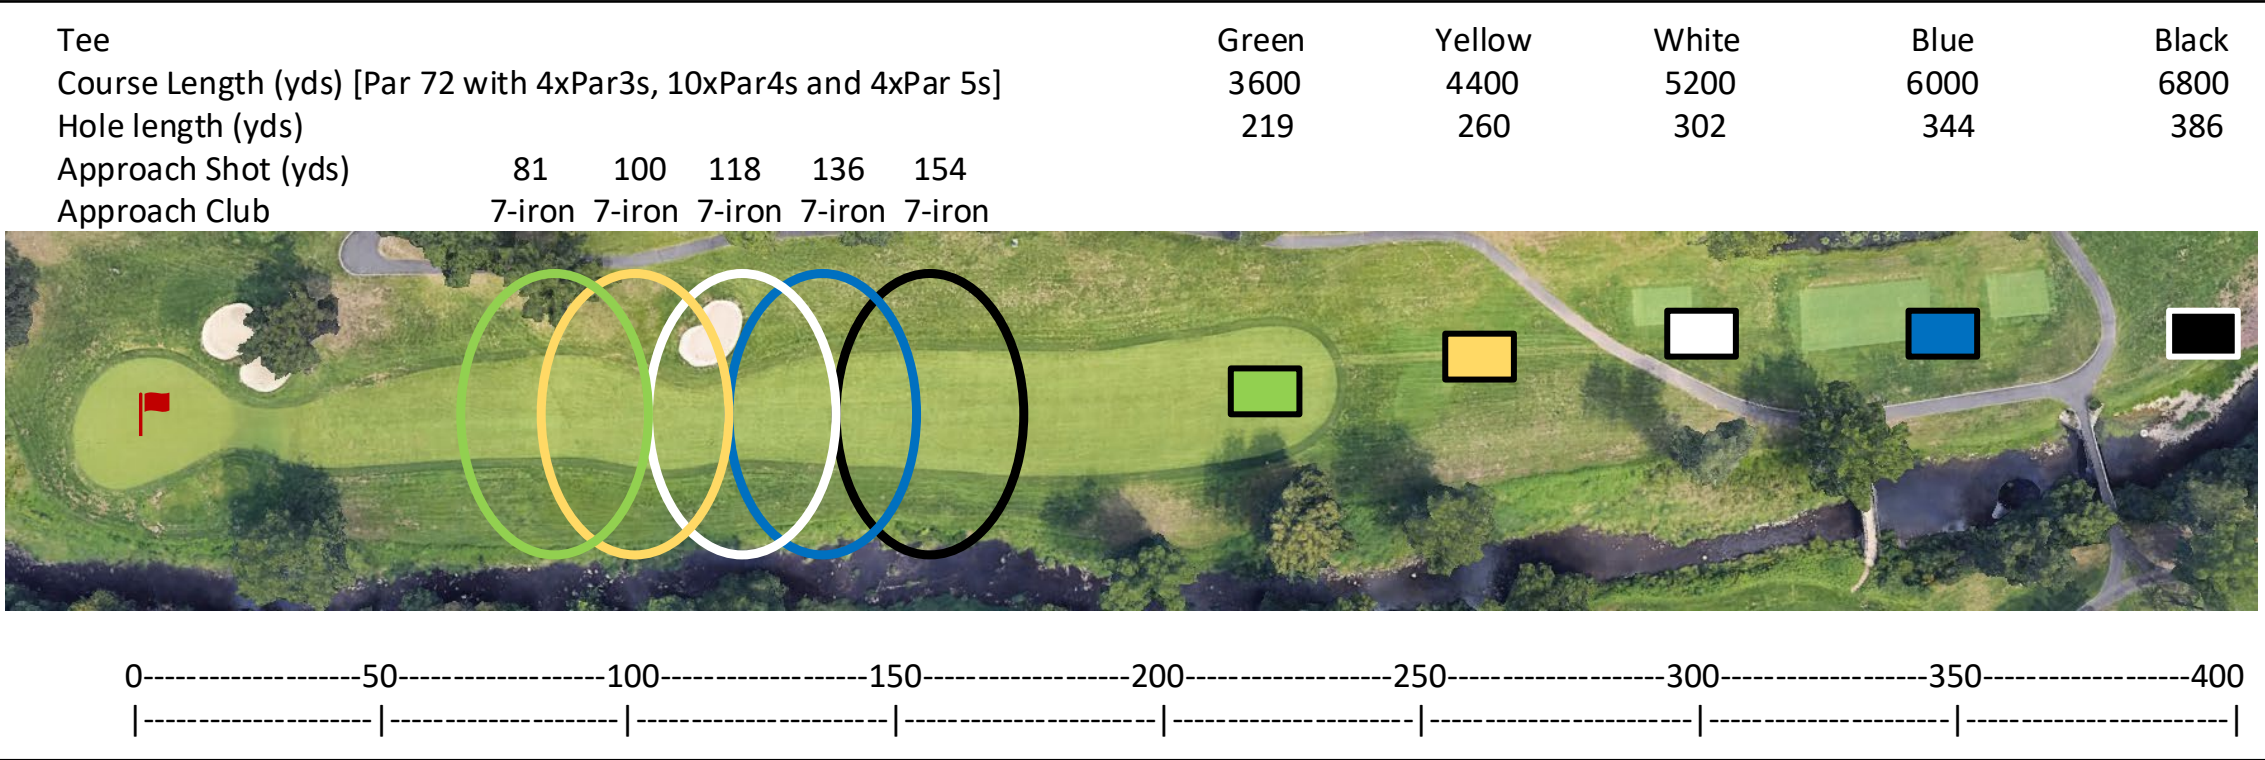 Tee Green Yellow White Blue Black
Course Length (yds) [Par 72 with 4xPar3s, 10xPar4s and 4xPar 5s] 3600 4400 5200 6000 6800
Hole length (yds) 219 260 302 344 386
Approach Shot (yds) 81 100 118 136 154
Approach Club 7-iron 7-iron 7-iron 7-iron 7-iron
0----------------------50---------------------100---------------------150---------------------200---------------------250----------------------300---------------------350---------------------400
|-----------------------|-----------------------|------------------------|------------------------|------------------------|-------------------------|------------------------|--------------------------|